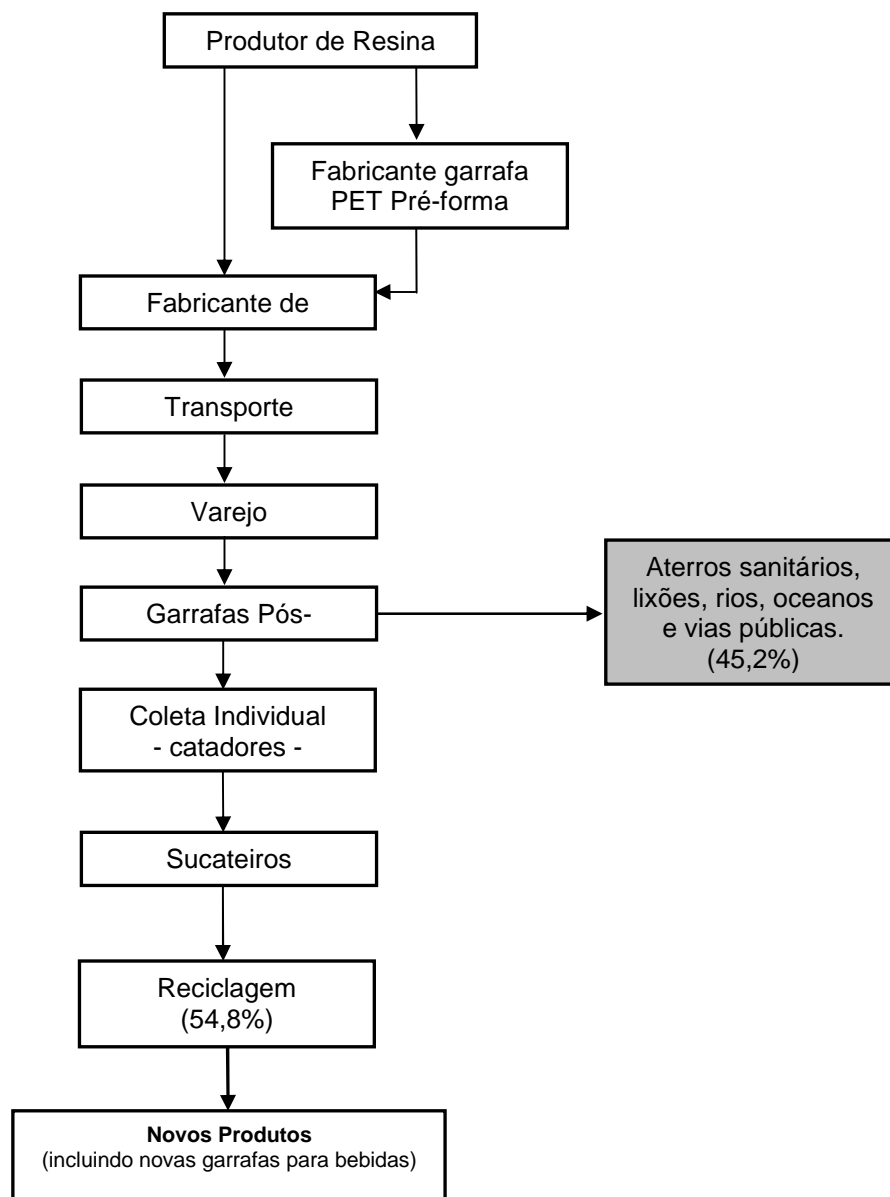 Produtor de Resina
Fabricante garrafa
PET Pré-forma
Fabricante de
Transporte
Varejo
Garrafas Pós-
Aterros sanitários,
lixões, rios, oceanos
e vias públicas.
(45,2%)
Coleta Individual
- catadores -
Sucateiros
Reciclagem
(54,8%)
Novos Produtos
(incluindo novas garrafas para bebidas)